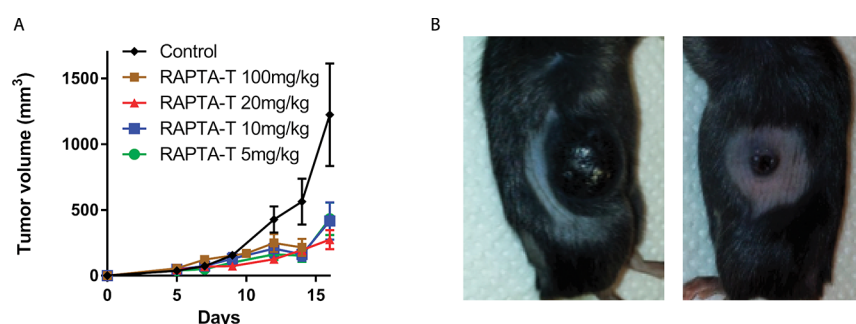 A
B
Control
RAPTA-T 100mg/kg
RAPTA-T 20mg/kg
RAPTA-T 10mg/kg
RAPTA-T 5mg/kg
Tumor volume (mm³)
1500
1000
500
0
0 5 10 15
Days